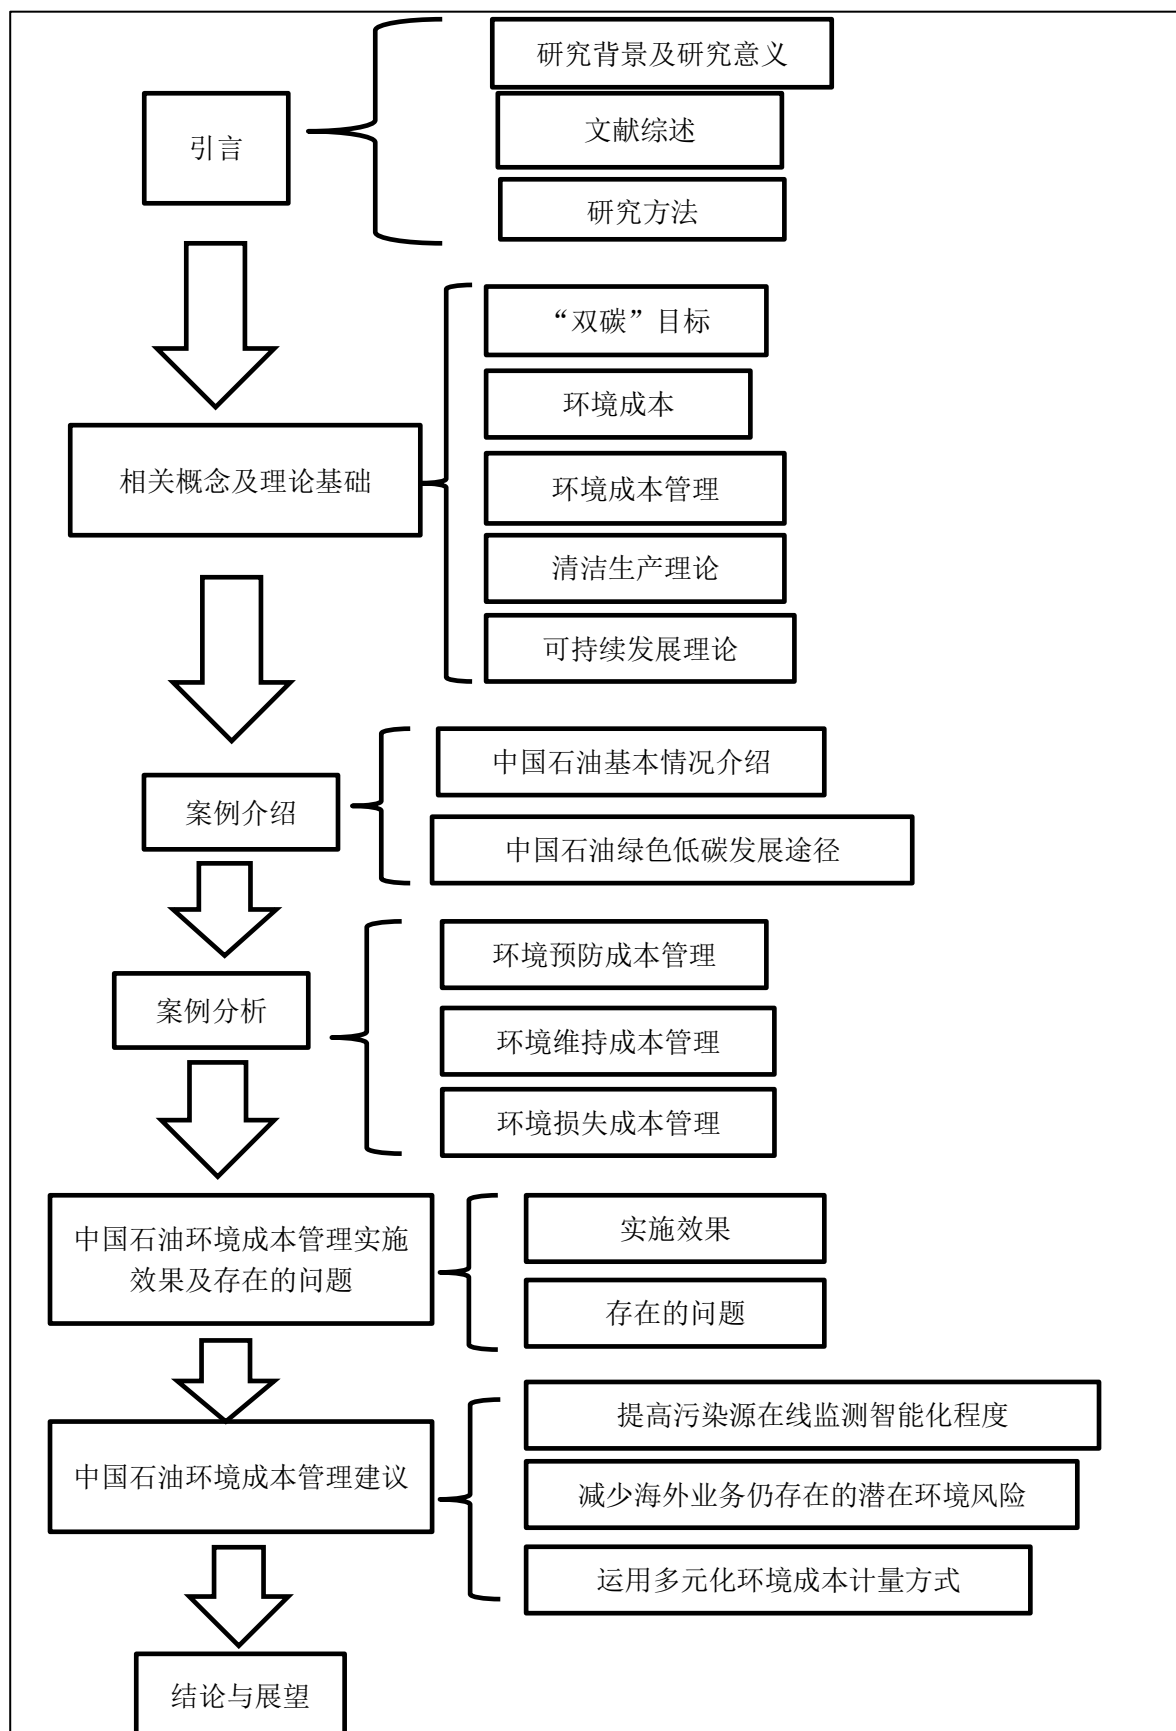 引言
研究背景及研究意义
文献综述
研究方法
相关概念及理论基础
“双碳”目标
环境成本
环境成本管理
清洁生产理论
可持续发展理论
案例介绍
中国石油基本情况介绍
中国石油绿色低碳发展途径
案例分析
环境预防成本管理
环境维持成本管理
环境损失成本管理
中国石油环境成本管理实施
效果及存在的问题
实施效果
存在的问题
中国石油环境成本管理建议
提高污染源在线监测智能化程度
减少海外业务仍存在的潜在环境风险
运用多元化环境成本计量方式
结论与展望